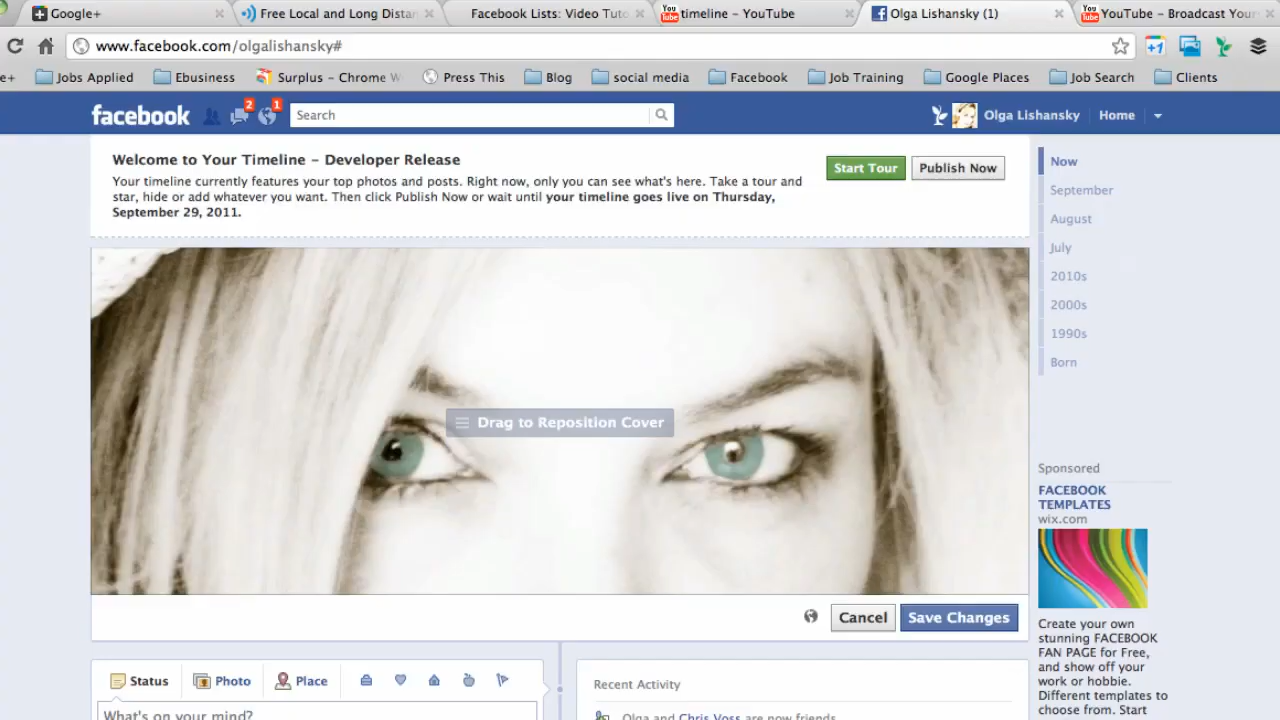 Google+
Free Local and Long Distan
Facebook Lists: Video Tuto
timeline – YouTube
Olga Lishansky (1)
YouTube – Broadcast Your
www.facebook.com/olgalishansky#
e+
Jobs Applied
Ebusiness
Surplus – Chrome W
Press This
Blog
social media
Facebook
Job Training
Google Places
Job Search
Clients
facebook
2
1
Search
Olga Lishansky
Home
Welcome to Your Timeline – Developer Release
Your timeline currently features your top photos and posts. Right now, only you can see what's here. Take a tour and
star, hide or add whatever you want. Then click Publish Now or wait until your timeline goes live on Thursday,
September 29, 2011.
Start Tour
Publish Now
Now
September
August
July
2010s
2000s
1990s
Born
Drag to Reposition Cover
Cancel
Save Changes
Sponsored
FACEBOOK
TEMPLATES
wix.com
Create your own
stunning FACEBOOK
FAN PAGE for Free,
and show off your
work or hobbie.
Different templates to
choose from. Start
Status
Photo
Place
What's on your mind?
Recent Activity
Olga and Chris Voss are now friends